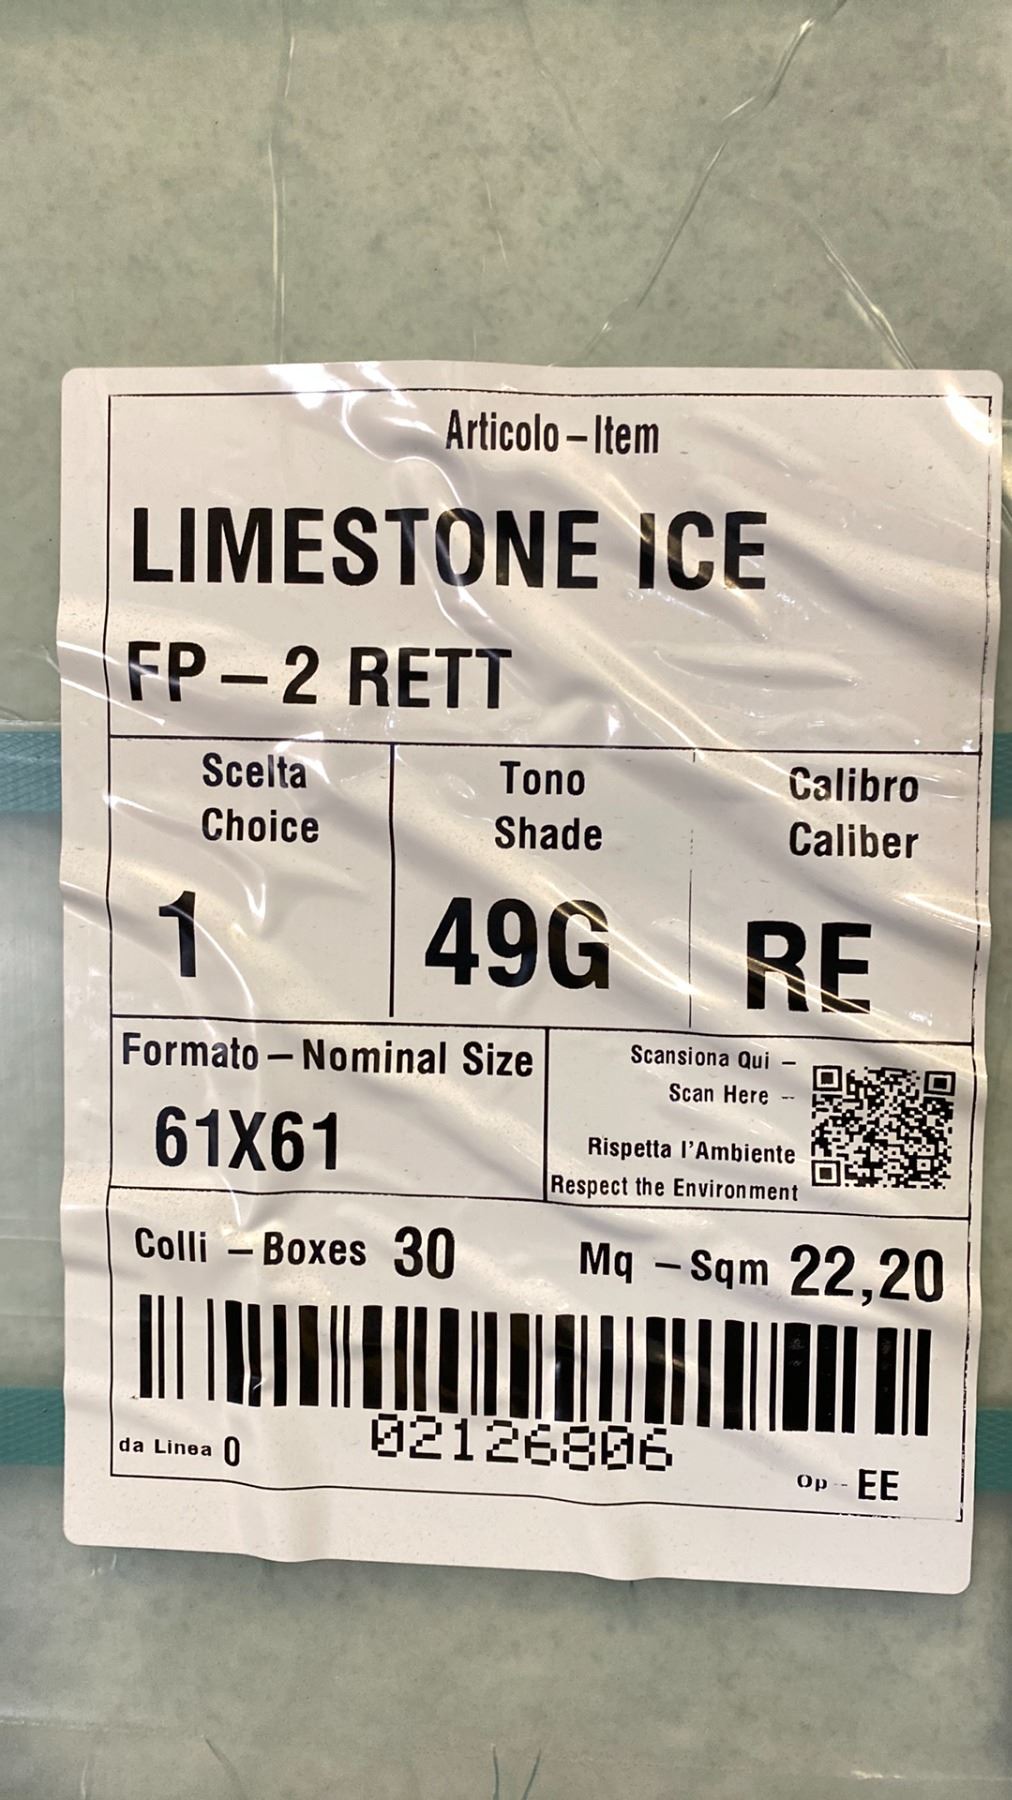 Articolo – Item
LIMESTONE ICE
FP – 2 RETT
Scelta
Choice
1
Tono
Shade
49G
Calibro
Caliber
RE
Formato – Nominal Size
61X61
Scansiona Qui –
Scan Here –
Rispetta l'Ambiente
Respect the Environment
Colli – Boxes 30
Mq – Sqm 22,20
02126806
da Linea 0
Op – EE